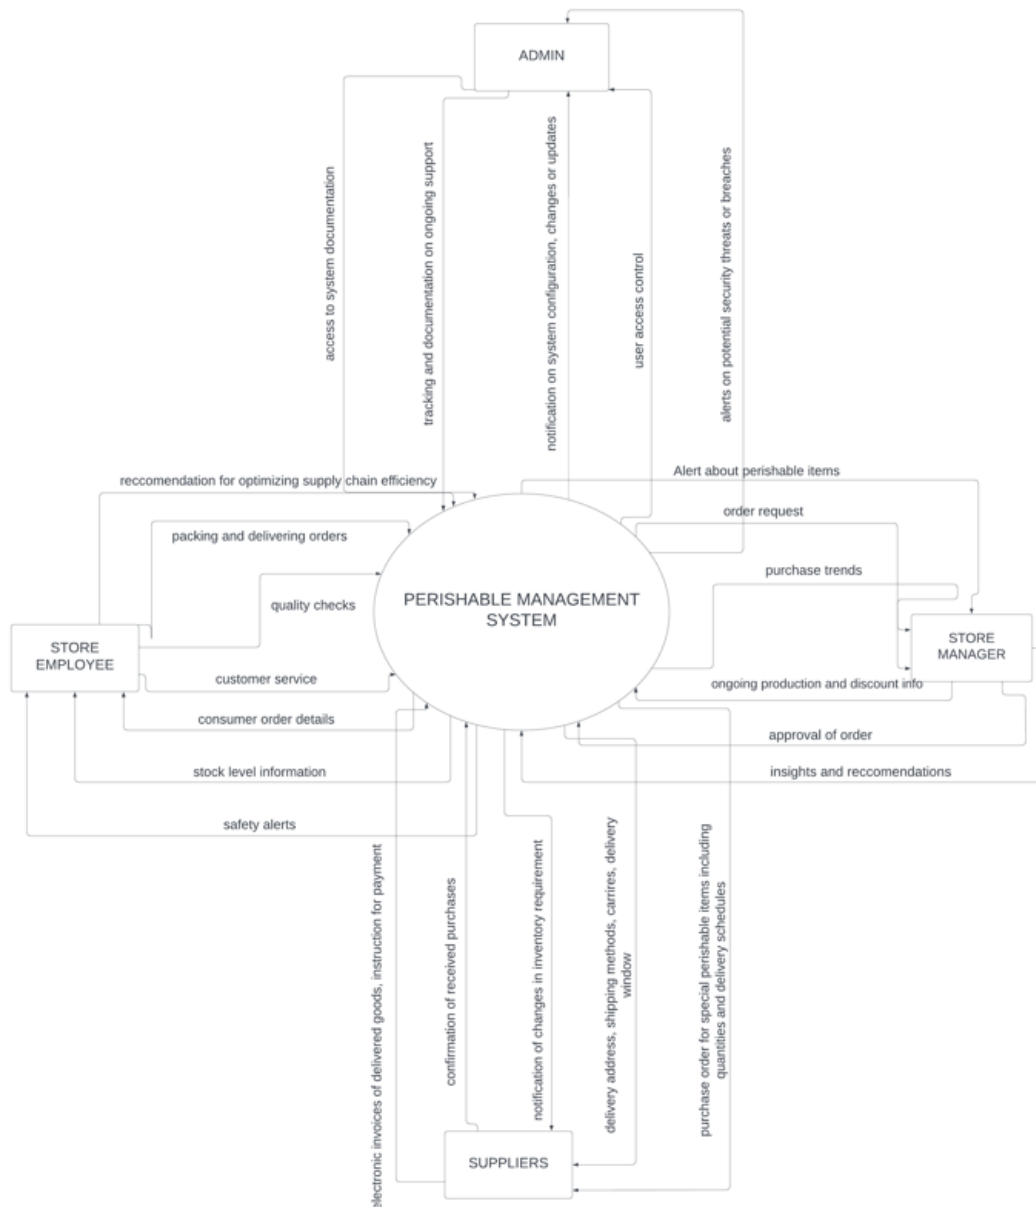 ADMIN
access to system documentation
tracking and documentation on ongoing support
notification on system configuration, changes or updates
user access control
alerts on potential security threats or breaches
reccomendation for optimizing supply chain efficiency
Alert about perishable items
packing and delivering orders
order request
quality checks
purchase trends
PERISHABLE MANAGEMENT
SYSTEM
STORE
EMPLOYEE
STORE
MANAGER
customer service
ongoing production and discount info
consumer order details
approval of order
stock level information
insights and reccomendations
safety alerts
electronic invoices of delivered goods, instruction for payment
confirmation of received purchases
notification of changes in inventory requirement
delivery address, shipping methods, carrires, delivery
window
purchase order for special perishable items including
quantities and delivery schedules
SUPPLIERS